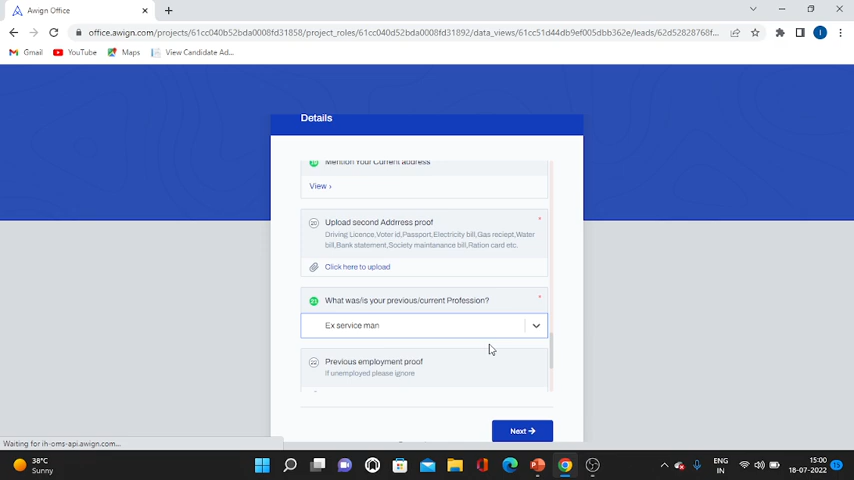 Awign Office
office.awign.com/projects/61cc040b52bda0008fd31858/project_roles/61cc040d52bda0008fd31892/data_views/61cc51d44db9ef005dbb362e/leads/62d52828768f...
Gmail
YouTube
Maps
View Candidate Ad...
Details
19
Mention Your Current address
View ›
20
Upload second Addrress proof
*
Driving Licence,Voter id,Passport,Electricity bill,Gas reciept,Water
bill,Bank statement,Society maintanance bill,Ration card etc.
Click here to upload
21
What was/is your previous/current Profession?
*
Ex service man
22
Previous employment proof
If unemployed please ignore
Next →
Waiting for ih-oms-api.awign.com...
38°C
Sunny
ENG
IN
15:00
18-07-2022
15